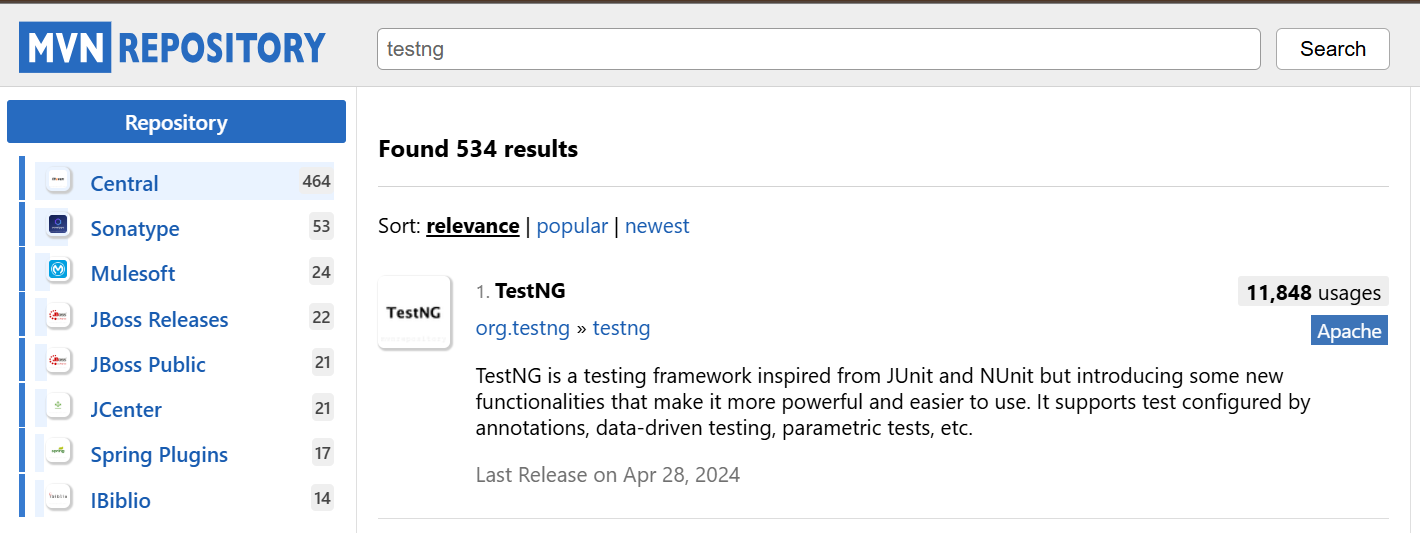 MVN REPOSITORY
testng
Search
Repository
Central 464
Sonatype 53
Mulesoft 24
JBoss Releases 22
JBoss Public 21
JCenter 21
Spring Plugins 17
IBiblio 14
Found 534 results
Sort: relevance | popular | newest
TestNG
1. TestNG
11,848 usages
org.testng » testng
Apache
TestNG is a testing framework inspired from JUnit and NUnit but introducing some new
functionalities that make it more powerful and easier to use. It supports test configured by
annotations, data-driven testing, parametric tests, etc.
Last Release on Apr 28, 2024